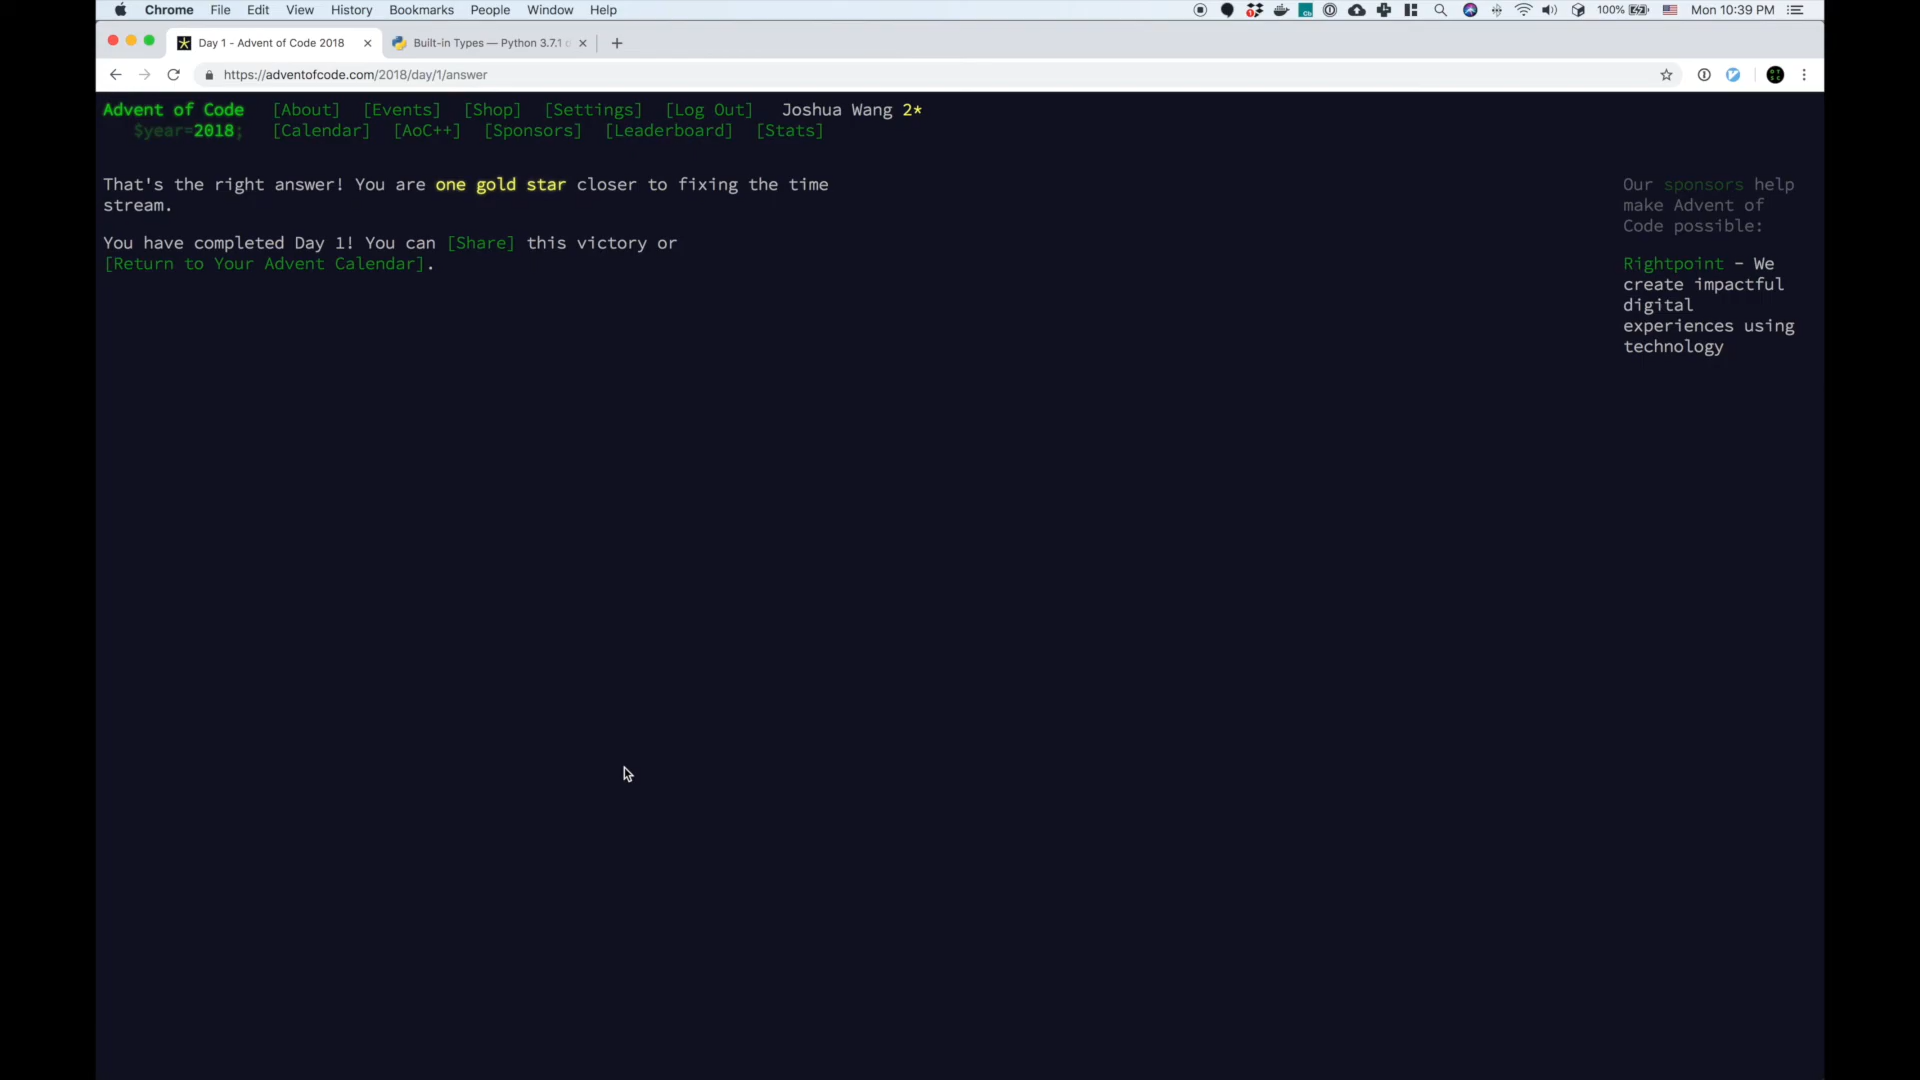 Chrome File Edit View History Bookmarks People Window Help 100% Mon 10:39 PM
Day 1 - Advent of Code 2018 Built-in Types — Python 3.7.1
https://adventofcode.com/2018/day/1/answer
Advent of Code [About] [Events] [Shop] [Settings] [Log Out] Joshua Wang 2*
$year=2018; [Calendar] [AoC++] [Sponsors] [Leaderboard] [Stats]
That's the right answer! You are one gold star closer to fixing the time
stream.
You have completed Day 1! You can [Share] this victory or
[Return to Your Advent Calendar].
Our sponsors help
make Advent of
Code possible:
Rightpoint - We
create impactful
digital
experiences using
technology